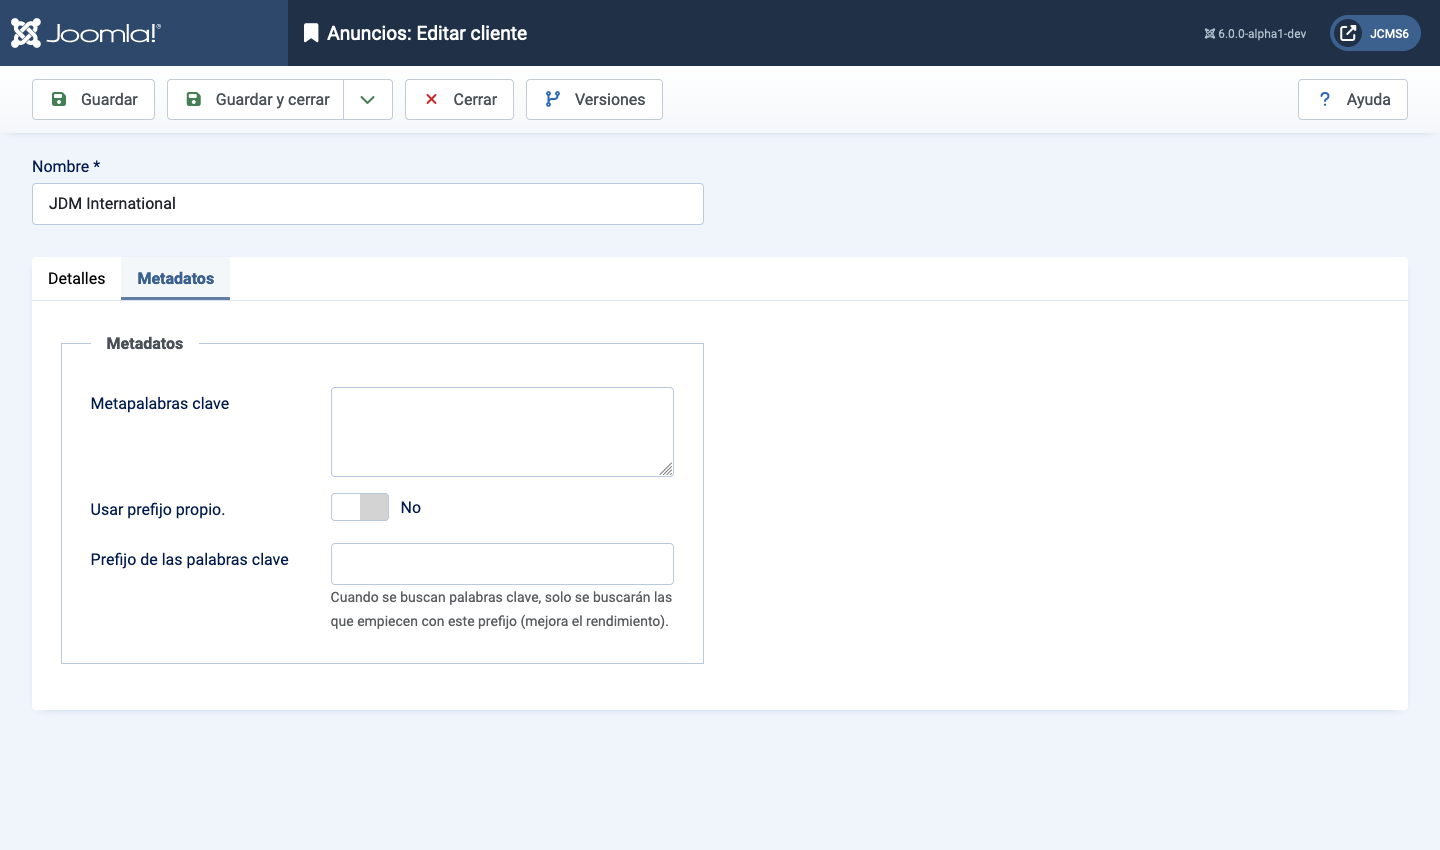 Joomla!®
Anuncios: Editar cliente
6.0.0-alpha1-dev
JCMS6
Guardar
Guardar y cerrar
Cerrar
Versiones
? Ayuda
Nombre *
JDM International
Detalles
Metadatos
Metadatos
Metapalabras clave
Usar prefijo propio.
No
Prefijo de las palabras clave
Cuando se buscan palabras clave, solo se buscarán las
que empiecen con este prefijo (mejora el rendimiento).